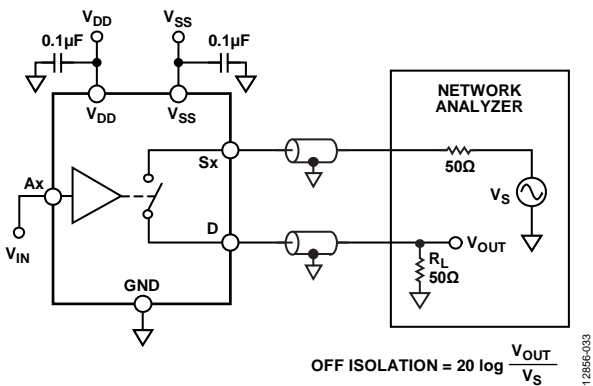 VDD
VSS
0.1µF
0.1µF
VDD
VSS
NETWORK
ANALYZER
Sx
50Ω
Ax
VS
D
VOUT
VIN
RL
50Ω
GND
OFF ISOLATION = 20 log VOUT
VS
12856-033